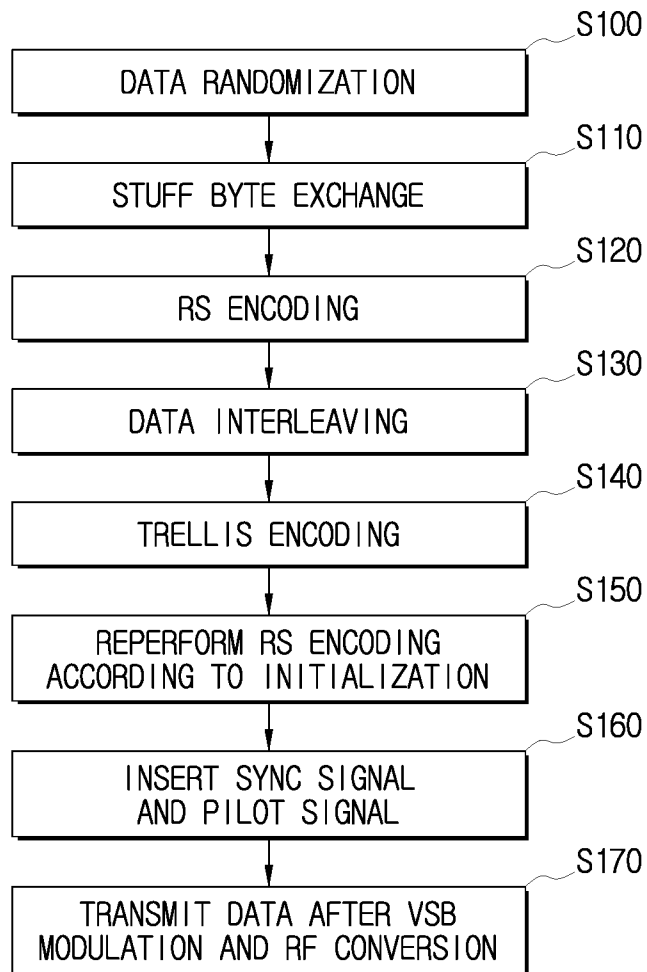 S100
DATA RANDOMIZATION
S110
STUFF BYTE EXCHANGE
S120
RS ENCODING
S130
DATA INTERLEAVING
S140
TRELLIS ENCODING
S150
REPERFORM RS ENCODING
ACCORDING TO INITIALIZATION
S160
INSERT SYNC SIGNAL
AND PILOT SIGNAL
S170
TRANSMIT DATA AFTER VSB
MODULATION AND RF CONVERSION